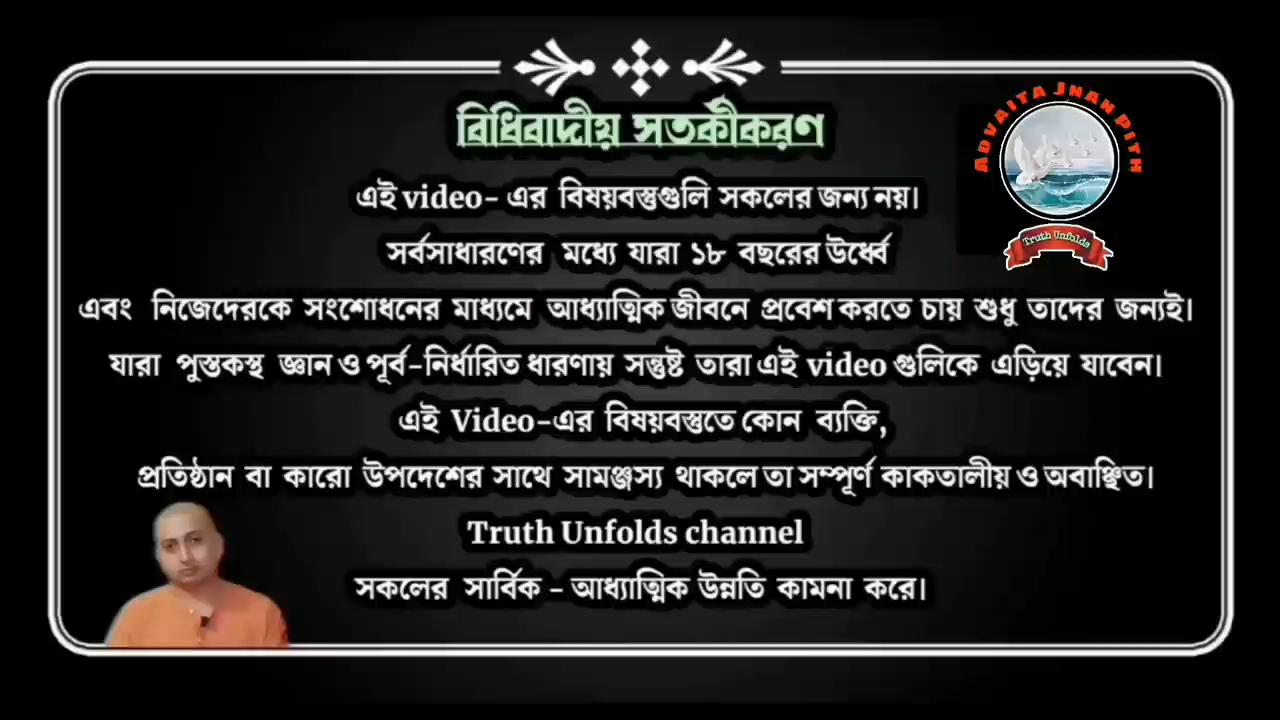 বিধিবাদীয় সতর্কীকরণ
ADVAITA JNAN PITH
Truth Unfolds
এই video- এর বিষয়বস্তুগুলি সকলের জন্য নয়।
সর্বসাধারণের মধ্যে যারা ১৮ বছরের উর্ধ্বে
এবং নিজেদেরকে সংশোধনের মাধ্যমে আধ্যাত্মিক জীবনে প্রবেশ করতে চায় শুধু তাদের জন্যই।
যারা পুস্তকস্থ জ্ঞান ও পূর্ব-নির্ধারিত ধারণায় সন্তুষ্ট তারা এই video গুলিকে এড়িয়ে যাবেন।
এই Video-এর বিষয়বস্তুতে কোন ব্যক্তি,
প্রতিষ্ঠান বা কারো উপদেশের সাথে সামঞ্জস্য থাকলে তা সম্পূর্ণ কাকতালীয় ও অবাঞ্ছিত।
Truth Unfolds channel
সকলের সার্বিক - আধ্যাত্মিক উন্নতি কামনা করে।